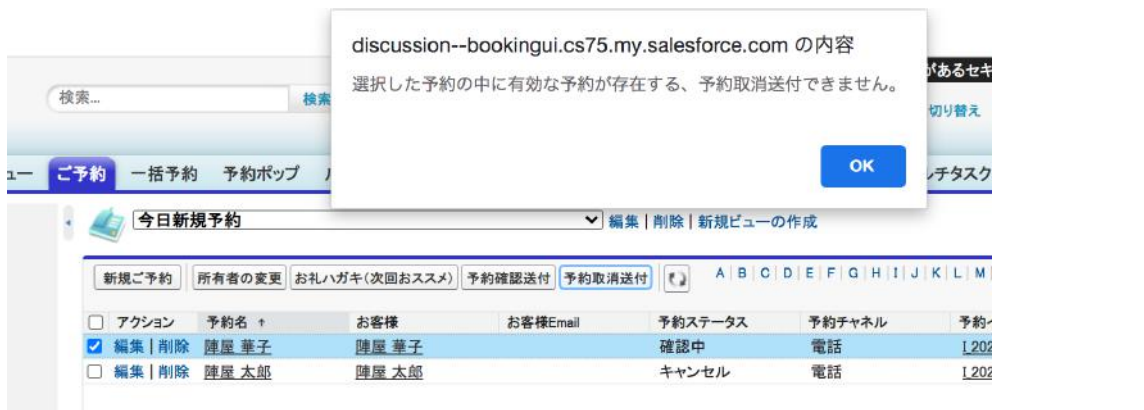 discussion--bookingui.cs75.my.salesforce.com の内容
選択した予約の中に有効な予約が存在する、予約取消送付できません。
OK
があるセキ
検索... 検索
切り替え
ュー ご予約 一括予約 予約ポップ ルチタスク
今日新規予約 編集 | 削除 | 新規ビューの作成
新規ご予約 所有者の変更 お礼ハガキ(次回おススメ) 予約確認送付 予約取消送付 A | B | C | D | E | F | G | H | I | J | K | L | M
アクション 予約名 ↑ お客様 お客様Email 予約ステータス 予約チャネル 予約イ
編集 | 削除 陣屋 華子 陣屋 華子 確認中 電話 I_202
編集 | 削除 陣屋 太郎 陣屋 太郎 キャンセル 電話 I_202